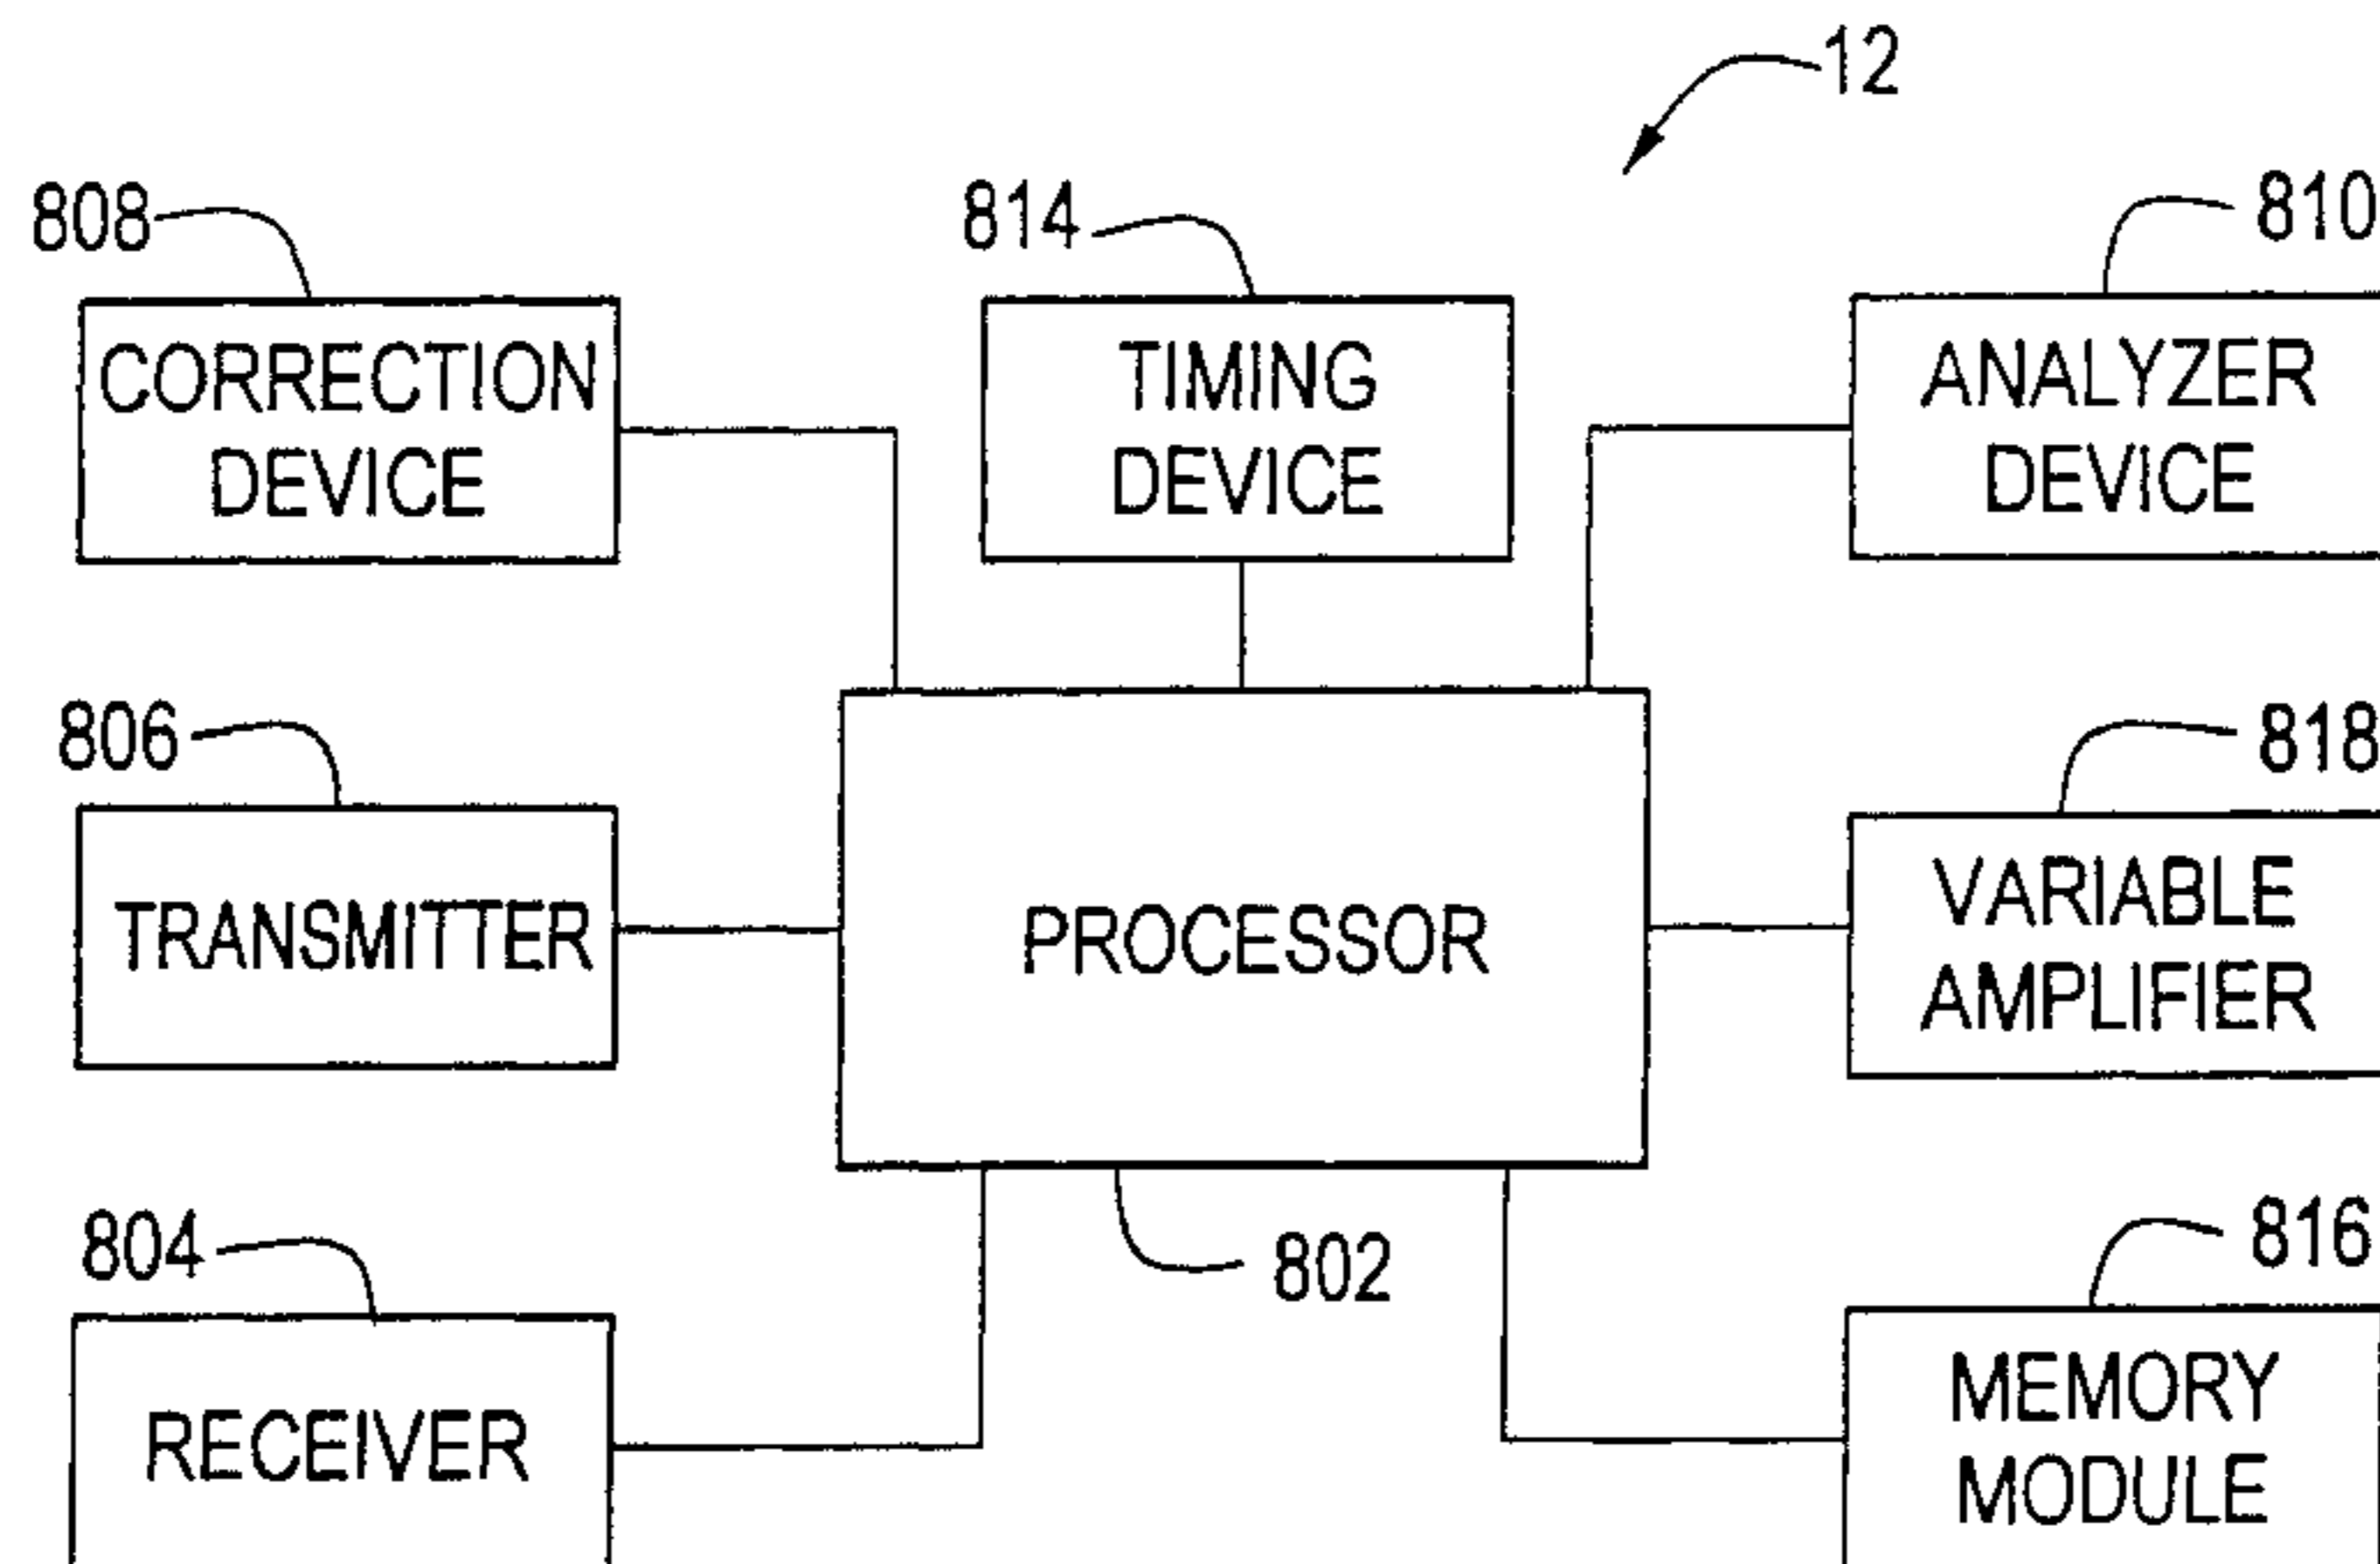 12
808
814
810
CORRECTION
DEVICE
TIMING
DEVICE
ANALYZER
DEVICE
806
818
TRANSMITTER
PROCESSOR
VARIABLE
AMPLIFIER
804
802
816
RECEIVER
MEMORY
MODULE